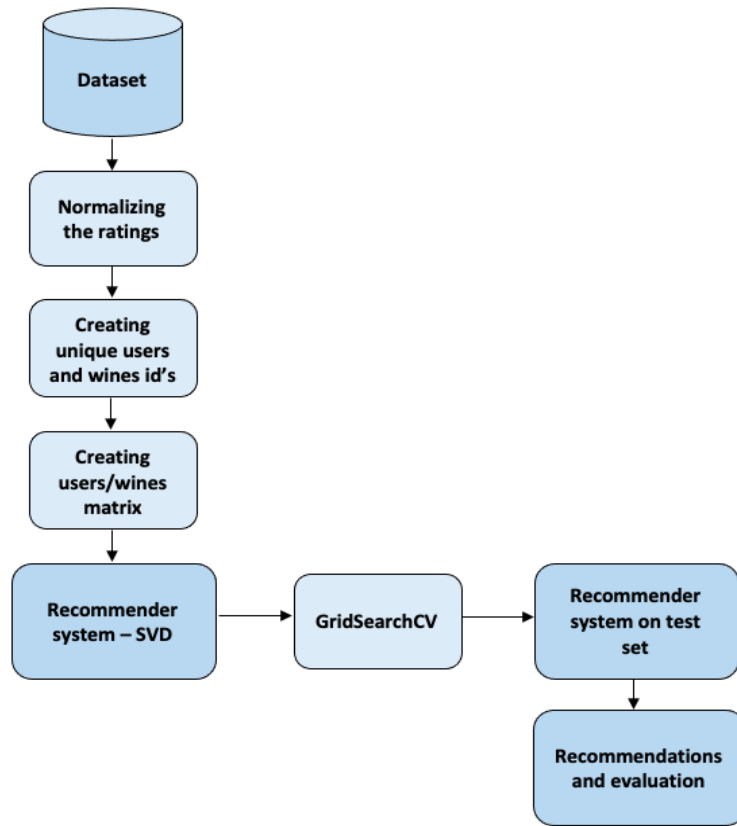 Dataset
Normalizing
the ratings
Creating
unique users
and wines id’s
Creating
users/wines
matrix
Recommender
system – SVD
GridSearchCV
Recommender
system on test
set
Recommendations
and evaluation